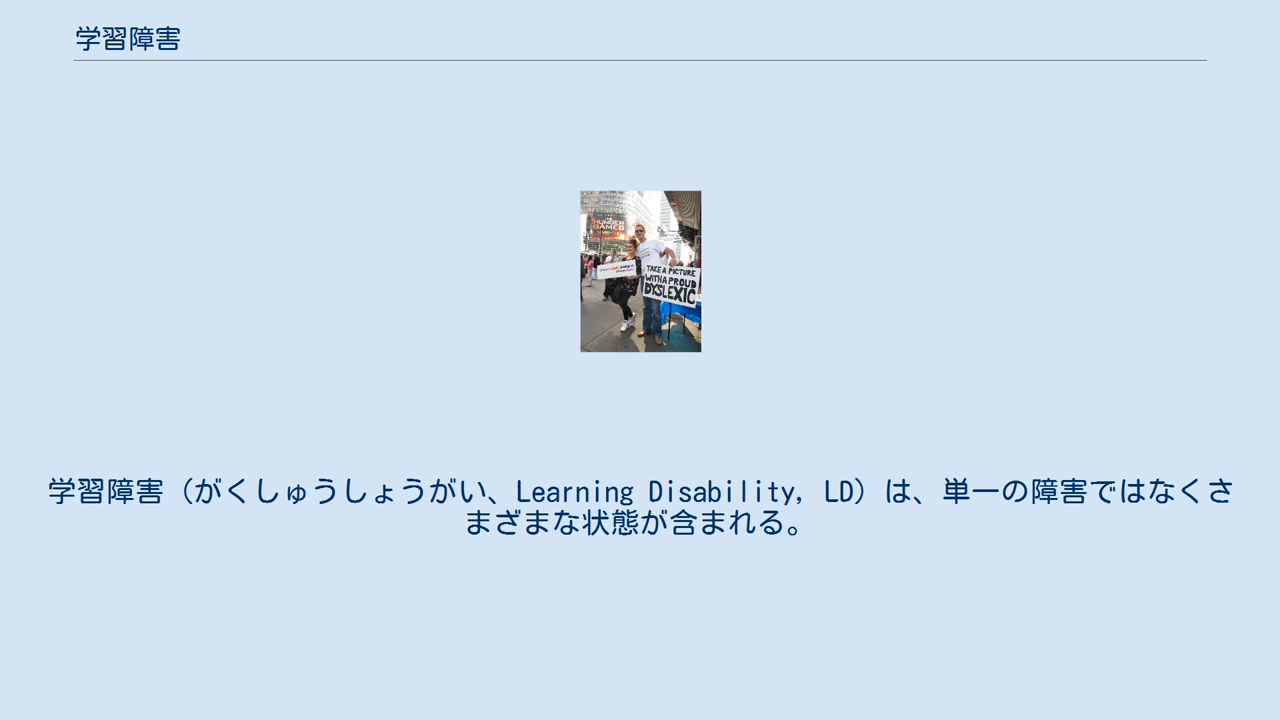 学習障害
HUNGER
GAMES
TAKE A PICTURE
WITH A PROUD
DYSLEXIC
学習障害（がくしゅうしょうがい、Learning Disability, LD）は、単一の障害ではなくさ
まざまな状態が含まれる。